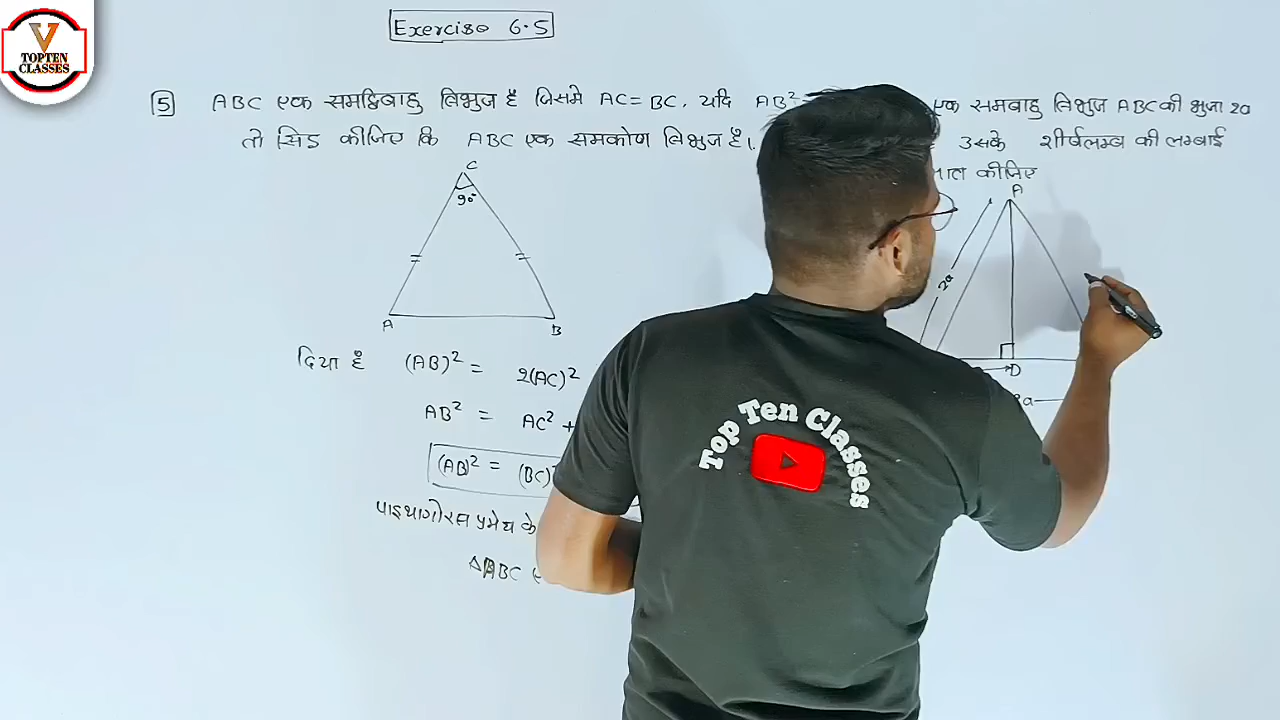 V
TOPTEN
CLASSES
Exercise 6.5
5 ABC एक समद्विबाहु त्रिभुज है जिसमे AC = BC, यदि AB² =
तो सिद्ध कीजिए कि ABC एक समकोण त्रिभुज है।
C
90°
A
B
दिया है (AB)² = 2(AC)²
AB² = AC² +
(AB)² = (BC)²
पाइथागोरस प्रमेय के
ΔABC
एक समबाहु त्रिभुज ABC की भुजा 2a
उसके शीर्षलम्ब की लम्बाई
कीजिए
A
2a
D
Top Ten Classes